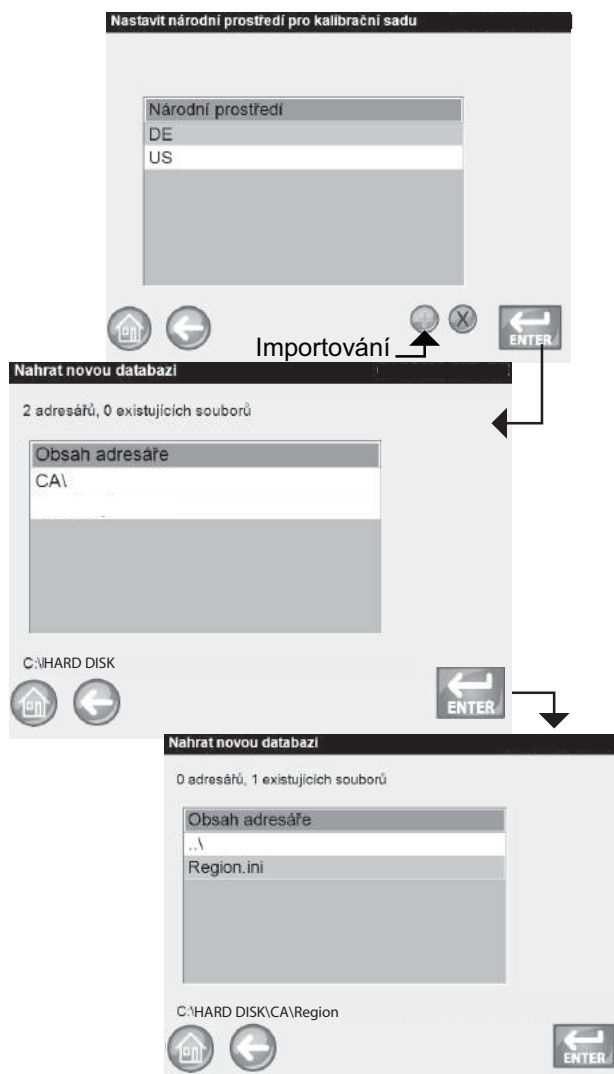 Nastavit národní prostředí pro kalibrační sadu
Národní prostředí
DE
US
ENTER
Importování
Nahrat novou databazi
2 adresářů, 0 existujících souborů
Obsah adresáře
CA\
C:\HARD DISK
ENTER
Nahrat novou databazi
0 adresářů, 1 existujících souborů
Obsah adresáře
..\
Region.ini
C:\HARD DISK\CA\Region
ENTER